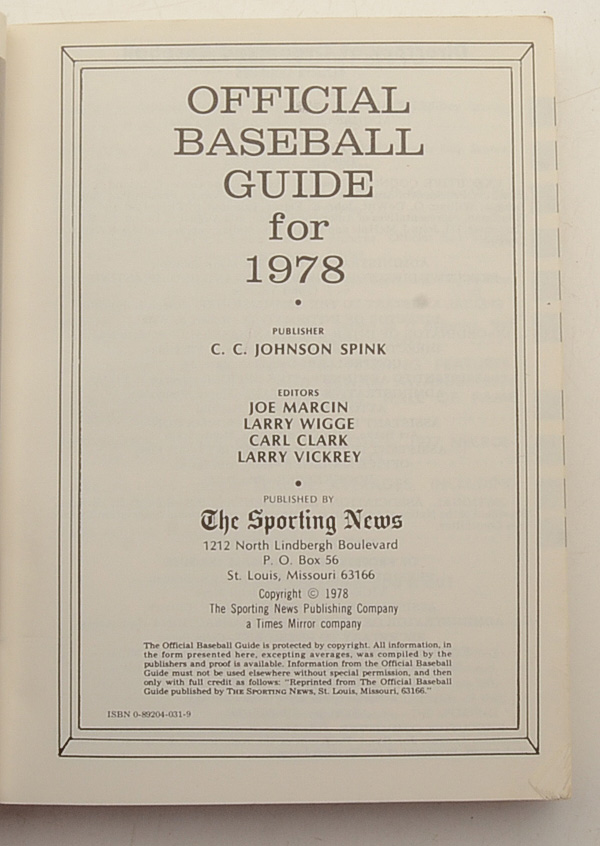 OFFICIAL
BASEBALL
GUIDE
for
1978
•
PUBLISHER
C. C. JOHNSON SPINK
EDITORS
JOE MARCIN
LARRY WIGGE
CARL CLARK
LARRY VICKREY
•
PUBLISHED BY
The Sporting News
1212 North Lindbergh Boulevard
P. O. Box 56
St. Louis, Missouri 63166
Copyright © 1978
The Sporting News Publishing Company
a Times Mirror company
The Official Baseball Guide is protected by copyright. All information, in
the form presented here, excepting averages, was compiled by the
publishers and proof is available. Information from the Official Baseball
Guide must not be used elsewhere without special permission, and then
only with full credit as follows: "Reprinted from The Official Baseball
Guide published by THE SPORTING NEWS, St. Louis, Missouri, 63166."
ISBN 0-89204-031-9